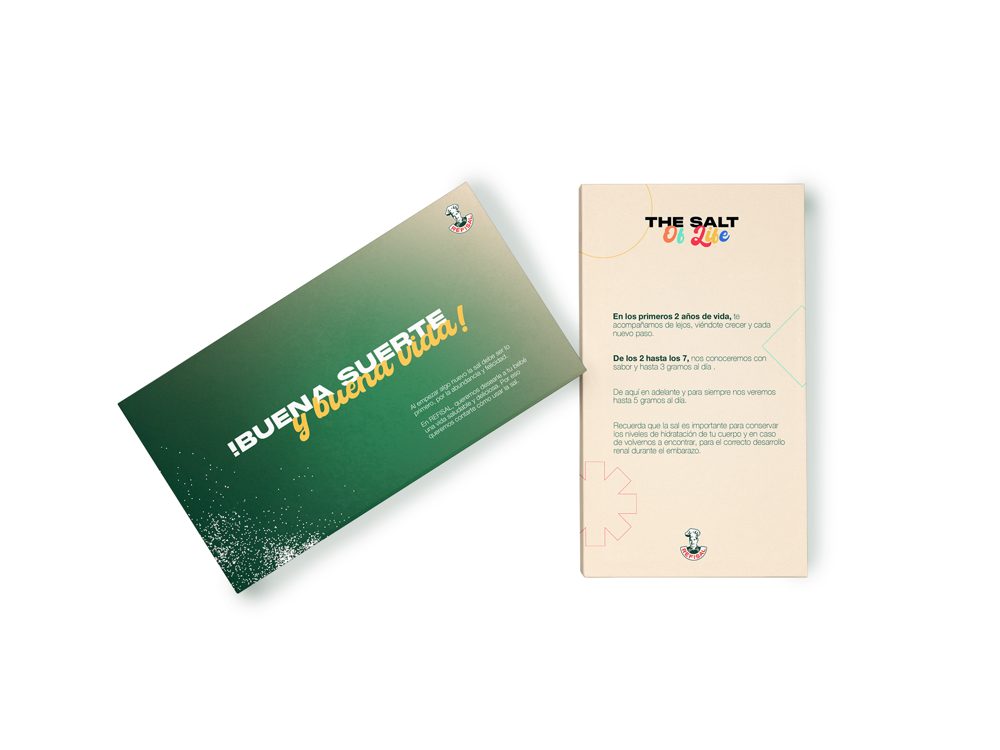 REFISAL
!BUENA SUERTE
y buena vida!
Al empezar algo nuevo la sal debe ser lo
primero, por la abundancia y felicidad.
En REFISAL, queremos desearle a tu bebé
una vida saludable y deliciosa. Por eso
queremos contarte cómo usar la sal.
THE SALT
Of Life
En los primeros 2 años de vida, te
acompañamos de lejos, viéndote crecer y cada
nuevo paso.
De los 2 hasta los 7, nos conoceremos con
sabor y hasta 3 gramos al día .
De aquí en adelante y para siempre nos veremos
hasta 5 gramos al día.
Recuerda que la sal es importante para conservar
los niveles de hidratación de tu cuerpo y en caso
de volvernos a encontrar, para el correcto desarrollo
renal durante el embarazo.
REFISAL